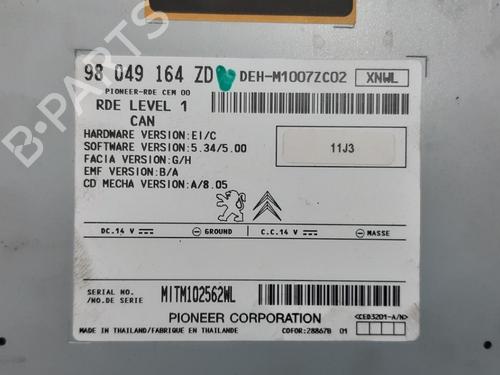 B-PARTS
98 049 164 ZD DEH-M1007ZC02 XNWL
PIONEER-RDE CEM 00
RDE LEVEL 1
CAN
HARDWARE VERSION:EI/C
SOFTWARE VERSION:5.34/5.00
FACIA VERSION:G/H
EMF VERSION:B/A
CD MECHA VERSION:A/8.05
11J3
DC.14 V GROUND C.C.14 V MASSE
SERIAL NO.
/NO.DE SERIE
MITM102562WL
PIONEER CORPORATION <CED3201-A/N>
MADE IN THAILAND/FABRIQUE EN THAILANDE COFOR:28867B 01